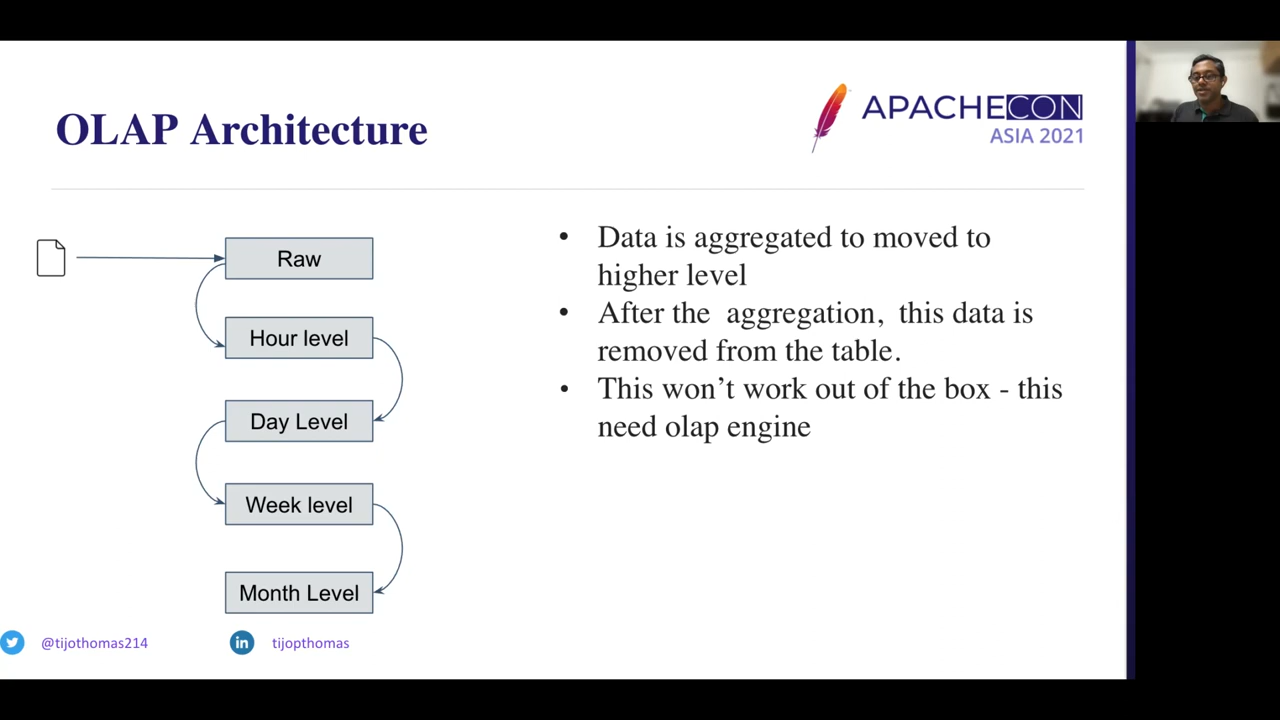 OLAP Architecture
APACHECON
ASIA 2021
Raw
Hour level
Day Level
Week level
Month Level
• Data is aggregated to moved to
higher level
• After the aggregation, this data is
removed from the table.
• This won’t work out of the box - this
need olap engine
@tijothomas214
in
tijopthomas